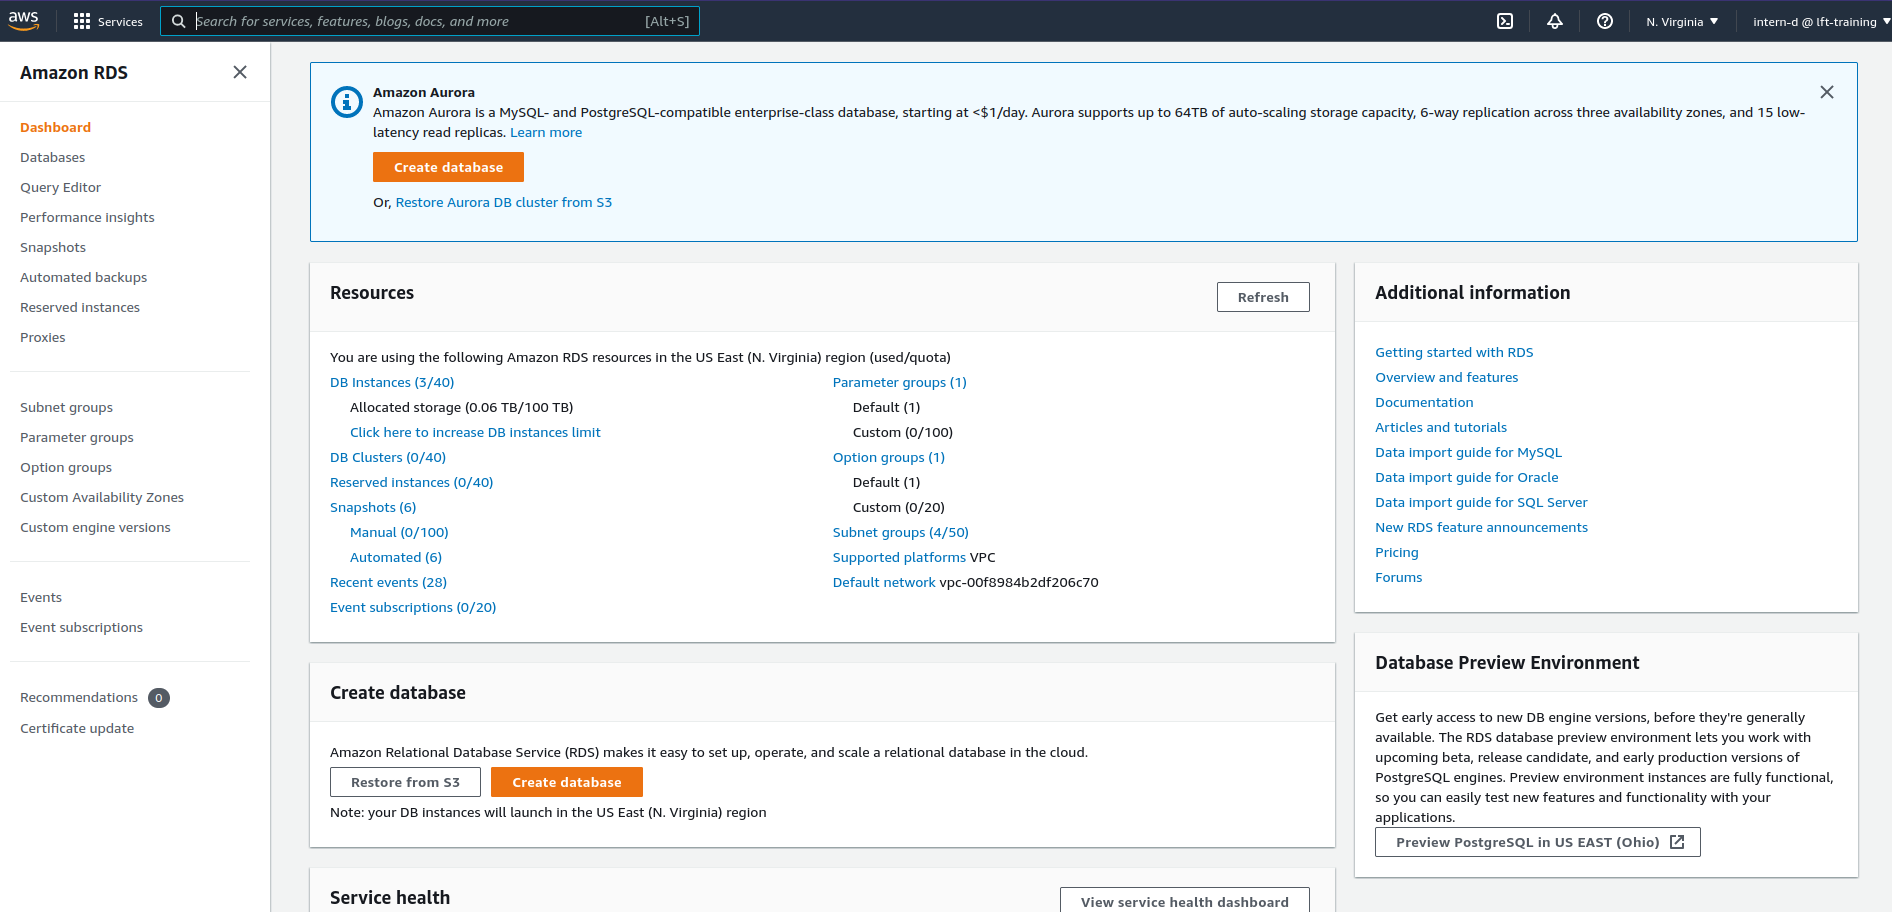 aws
Services
Search for services, features, blogs, docs, and more
[Alt+S]
N. Virginia ▼
intern-d @ lft-training ▼
Amazon RDS
Dashboard
Databases
Query Editor
Performance insights
Snapshots
Automated backups
Reserved instances
Proxies
Subnet groups
Parameter groups
Option groups
Custom Availability Zones
Custom engine versions
Events
Event subscriptions
Recommendations 0
Certificate update
Amazon Aurora
Amazon Aurora is a MySQL- and PostgreSQL-compatible enterprise-class database, starting at <$1/day. Aurora supports up to 64TB of auto-scaling storage capacity, 6-way replication across three availability zones, and 15 low-
latency read replicas. Learn more
Create database
Or, Restore Aurora DB cluster from S3
Resources
Refresh
You are using the following Amazon RDS resources in the US East (N. Virginia) region (used/quota)
DB Instances (3/40)
Allocated storage (0.06 TB/100 TB)
Click here to increase DB instances limit
DB Clusters (0/40)
Reserved instances (0/40)
Snapshots (6)
Manual (0/100)
Automated (6)
Recent events (28)
Event subscriptions (0/20)
Parameter groups (1)
Default (1)
Custom (0/100)
Option groups (1)
Default (1)
Custom (0/20)
Subnet groups (4/50)
Supported platforms VPC
Default network vpc-00f8984b2df206c70
Create database
Amazon Relational Database Service (RDS) makes it easy to set up, operate, and scale a relational database in the cloud.
Restore from S3
Create database
Note: your DB instances will launch in the US East (N. Virginia) region
Service health
View service health dashboard
Additional information
Getting started with RDS
Overview and features
Documentation
Articles and tutorials
Data import guide for MySQL
Data import guide for Oracle
Data import guide for SQL Server
New RDS feature announcements
Pricing
Forums
Database Preview Environment
Get early access to new DB engine versions, before they're generally
available. The RDS database preview environment lets you work with
upcoming beta, release candidate, and early production versions of
PostgreSQL engines. Preview environment instances are fully functional,
so you can easily test new features and functionality with your
applications.
Preview PostgreSQL in US EAST (Ohio)